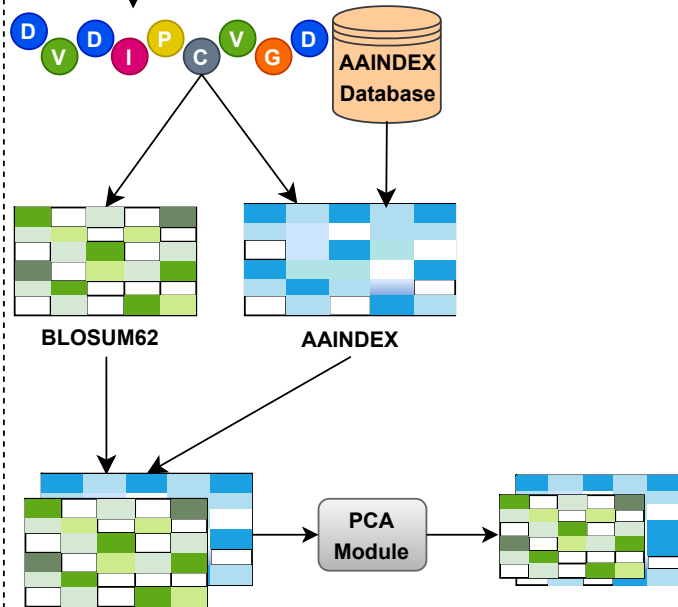 D V D I P C V G D
AAINDEX
Database
BLOSUM62
AAINDEX
PCA
Module